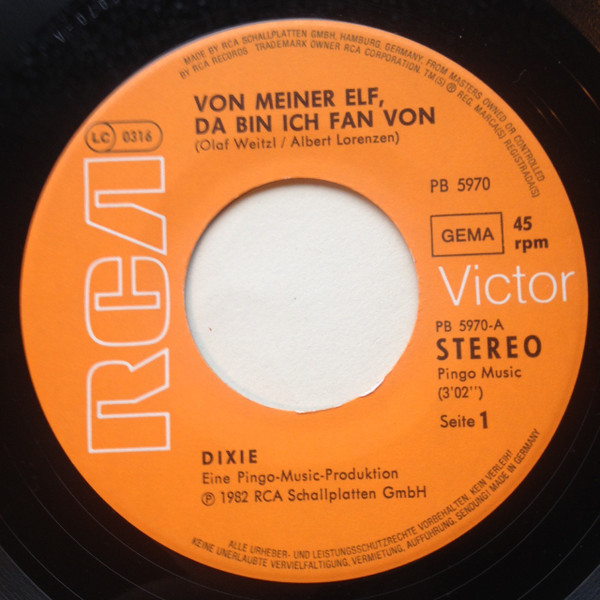 MADE BY RCA SCHALLPLATTEN GMBH, HAMBURG, GERMANY, FROM MASTERS OWNED OR CONTROLLED
BY RCA RECORDS · TRADEMARK OWNER RCA CORPORATION, TM(S) ® REG. MARCA(S) REGISTRADA(S)
VON MEINER ELF,
DA BIN ICH FAN VON
(Olaf Weitzl / Albert Lorenzen)
LC 0316
RCA
PB 5970
GEMA
45
rpm
Victor
PB 5970-A
STEREO
Pingo Music
(3'02'')
Seite 1
DIXIE
Eine Pingo-Music-Produktion
Ⓟ 1982 RCA Schallplatten GmbH
ALLE URHEBER- UND LEISTUNGSSCHUTZRECHTE VORBEHALTEN. KEIN VERLEIH!
KEINE UNERLAUBTE VERVIELFÄLTIGUNG, VERMIETUNG, AUFFÜHRUNG, SENDUNG! MADE IN GERMANY